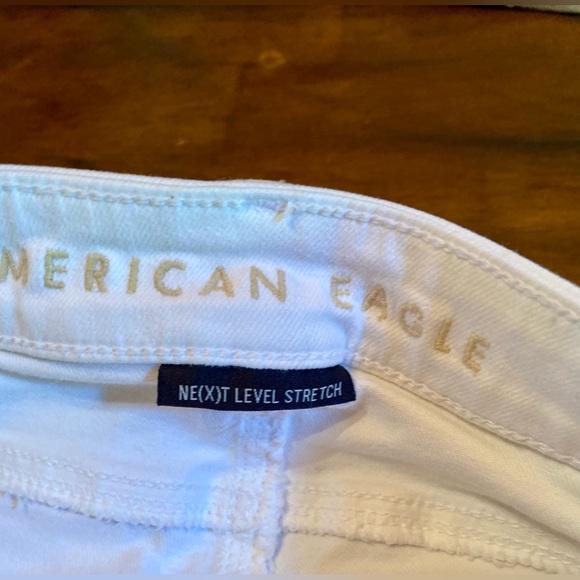 MERICAN EAGLE
NE(X)T LEVEL STRETCH